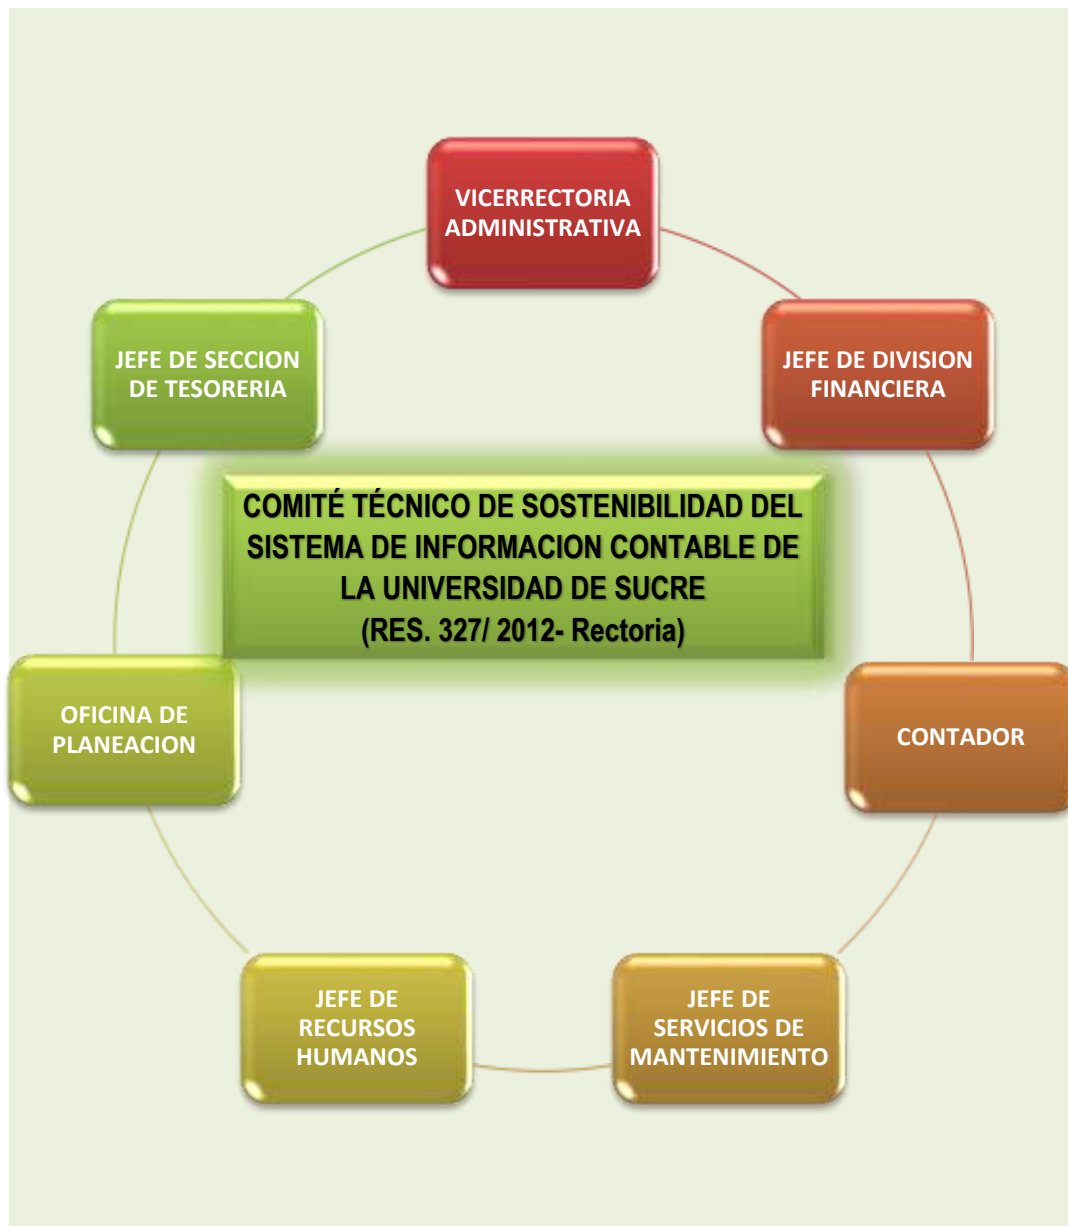 VICERRECTORIA
ADMINISTRATIVA
JEFE DE SECCION
DE TESORERIA
JEFE DE DIVISION
FINANCIERA
COMITÉ TÉCNICO DE SOSTENIBILIDAD DEL
SISTEMA DE INFORMACION CONTABLE DE
LA UNIVERSIDAD DE SUCRE
(RES. 327/ 2012- Rectoria)
OFICINA DE
PLANEACION
CONTADOR
JEFE DE
RECURSOS
HUMANOS
JEFE DE
SERVICIOS DE
MANTENIMIENTO